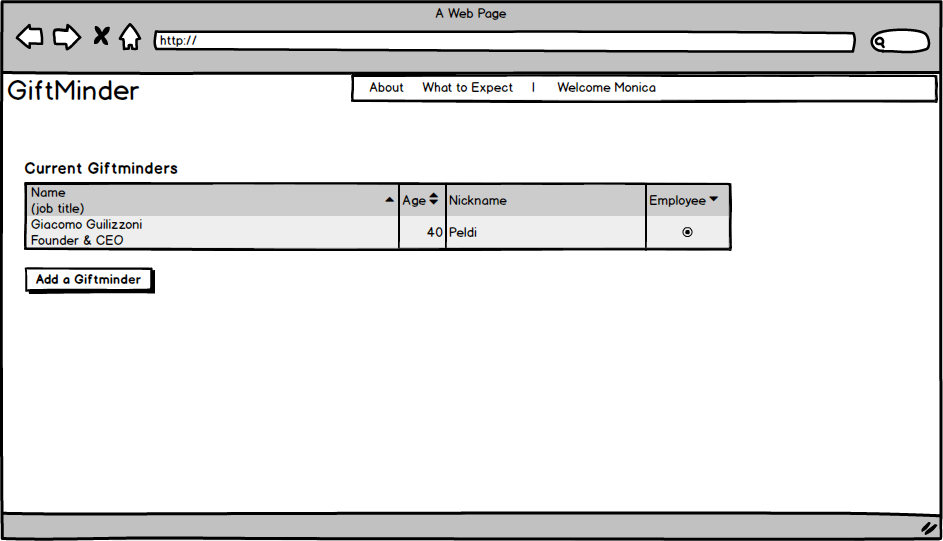 A Web Page
http://
GiftMinder
About What to Expect | Welcome Monica
Current Giftminders
Name
(job title)
Age
Nickname
Employee
Giacomo Guilizzoni
Founder & CEO
40
Peldi
Add a Giftminder